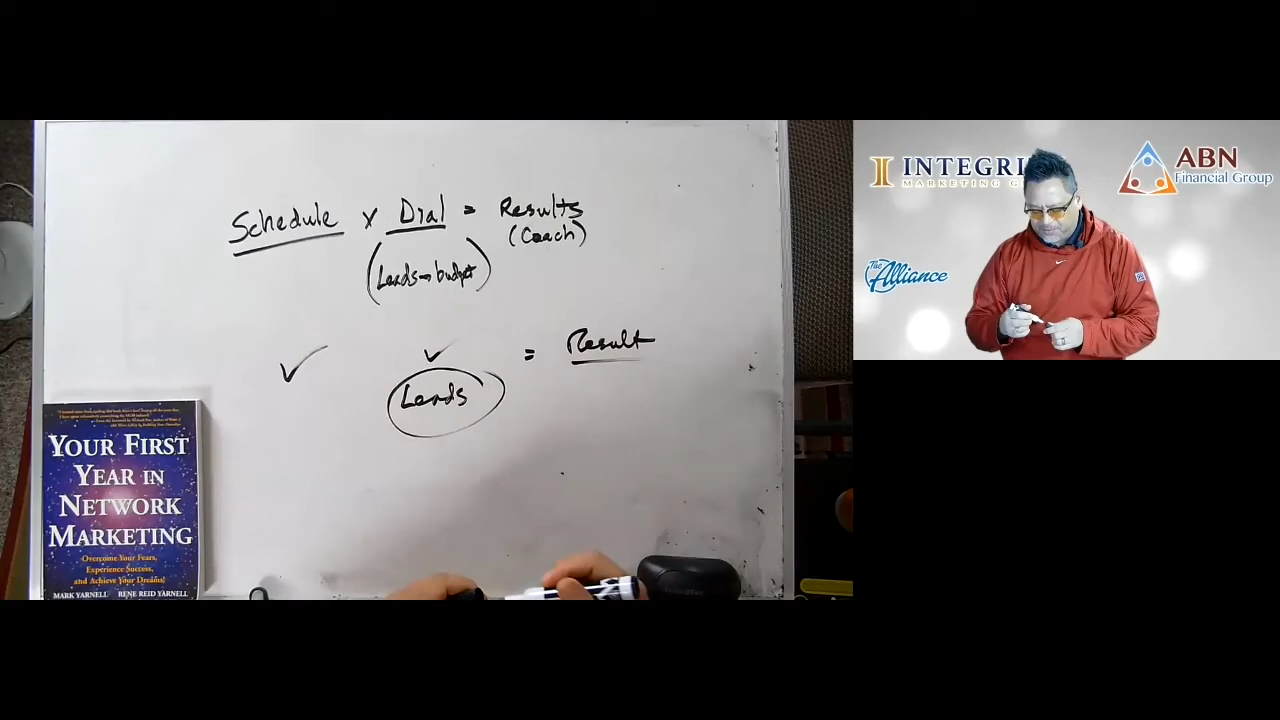 Schedule x Dial = Results
(Coach)
(Leads → budget)
✓ ✓ = Result
Leads
YOUR FIRST
YEAR IN
NETWORK
MARKETING
Overcome Your Fears,
Experience Success,
and Achieve Your Dreams!
MARK YARNELL RENE REID YARNELL
INTEGRI
MARKETING G
ABN
Financial Group
The
Alliance